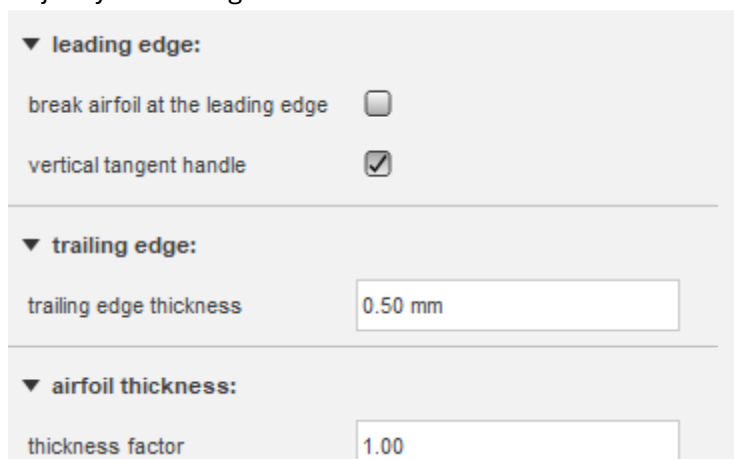 leading edge:
break airfoil at the leading edge
vertical tangent handle
trailing edge:
trailing edge thickness 0.50 mm
airfoil thickness:
thickness factor 1.00